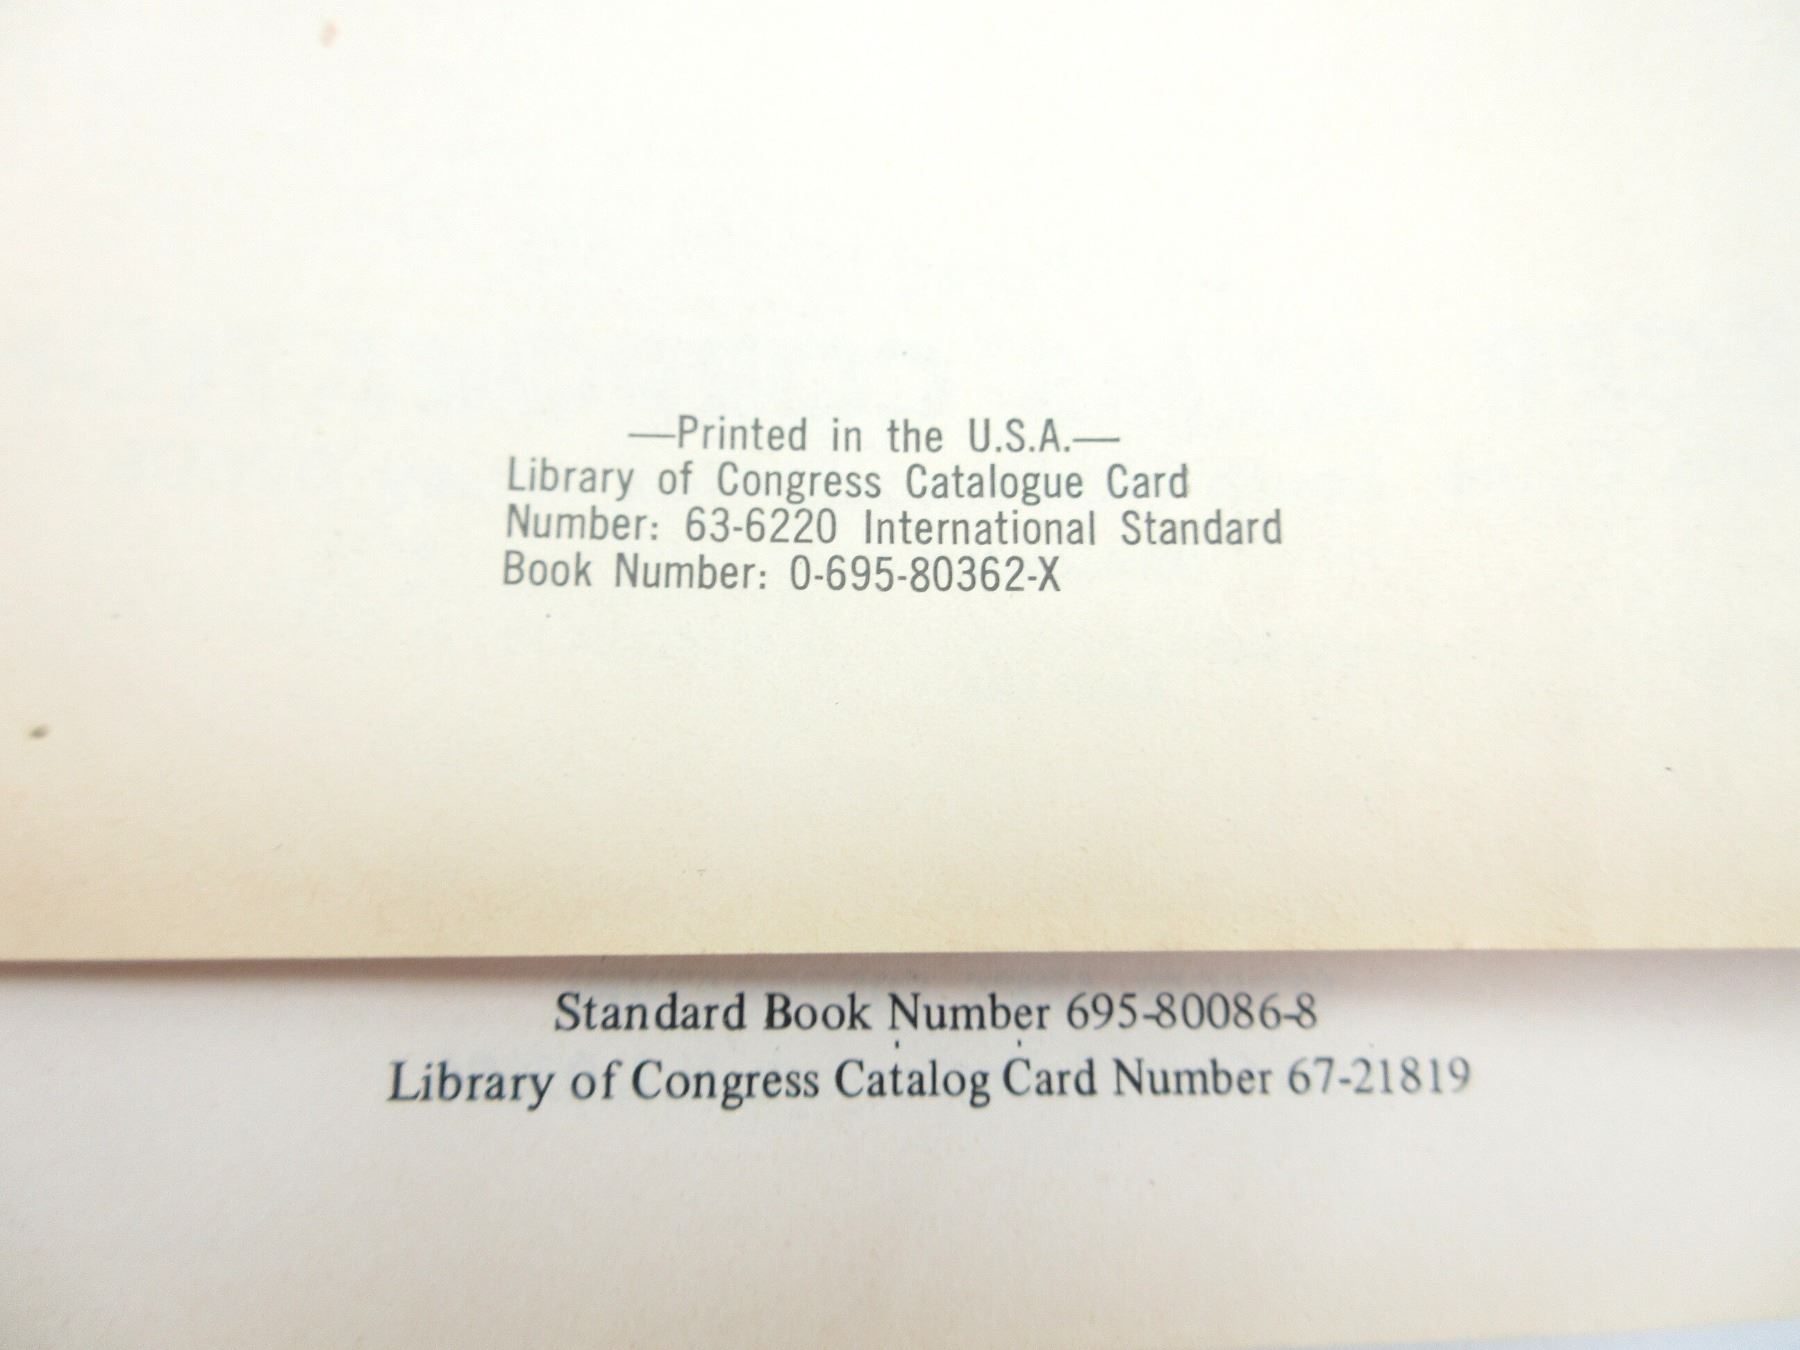 —Printed in the U.S.A.—
Library of Congress Catalogue Card
Number: 63-6220 International Standard
Book Number: 0-695-80362-X
Standard Book Number 695-80086-8
Library of Congress Catalog Card Number 67-21819